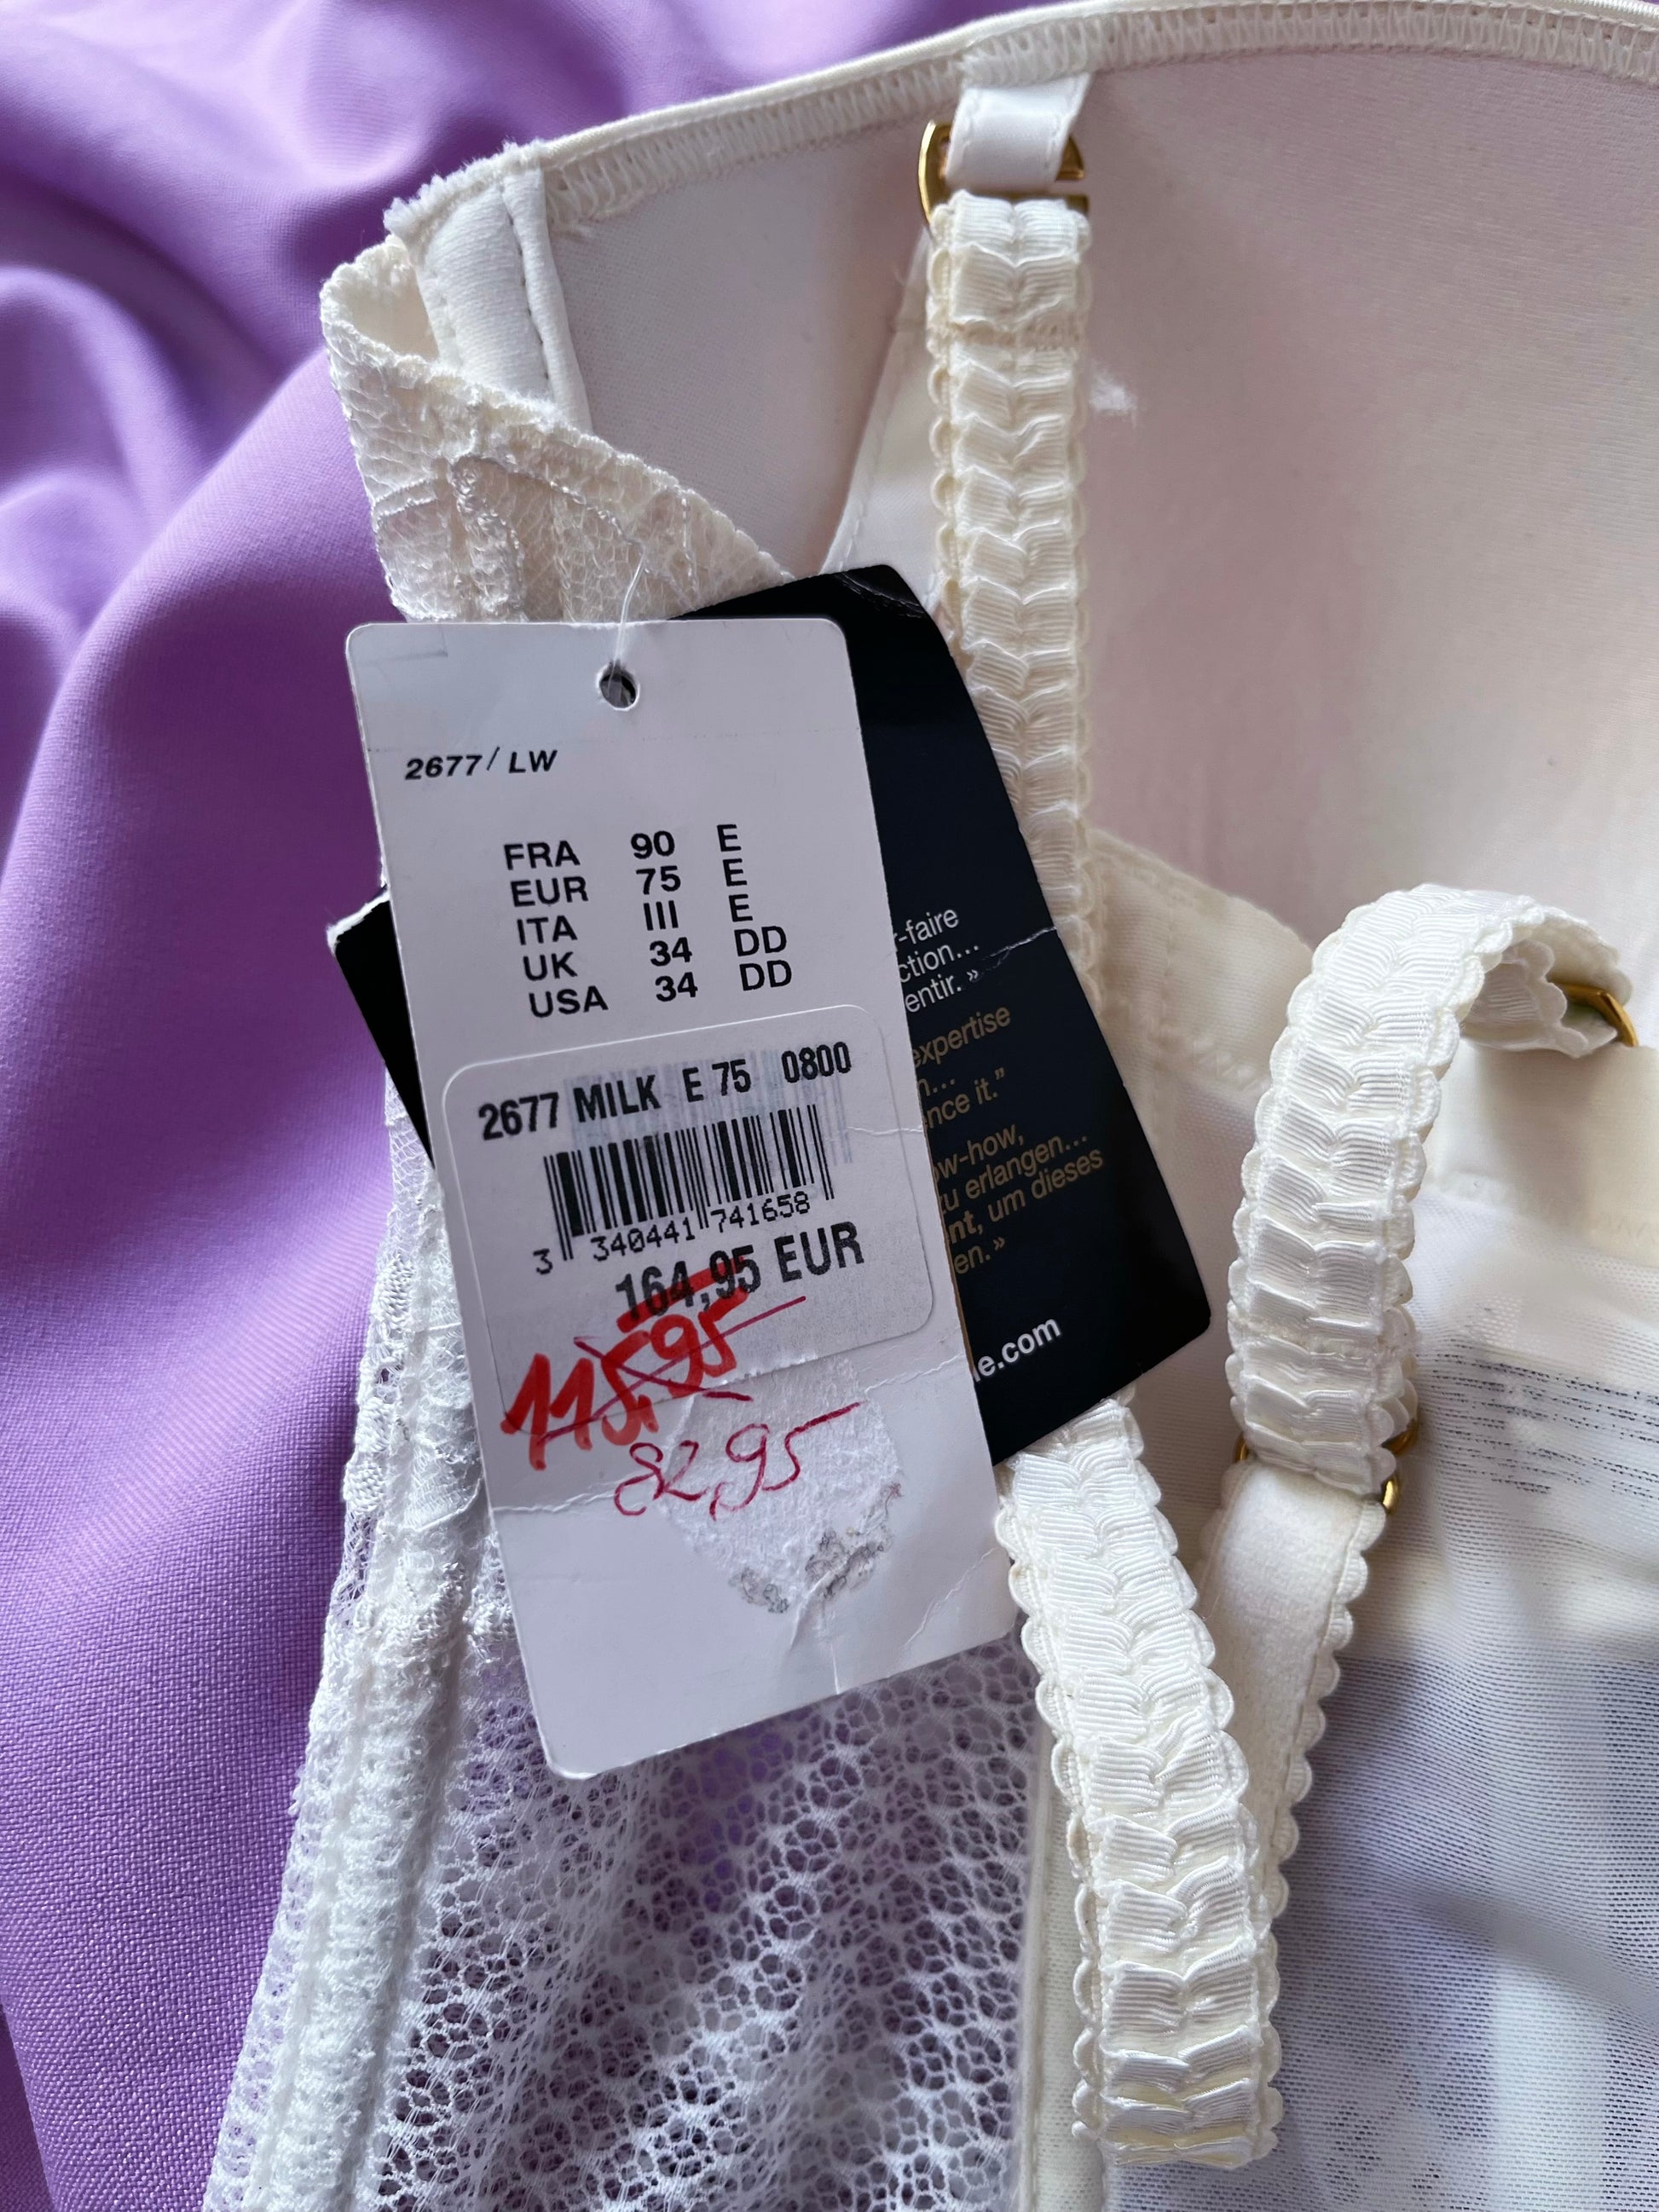 2677/ LW
FRA 90 E
EUR 75 E
ITA III E
UK 34 DD
USA 34 DD
2677 MILK E 75 0800
3 340441 741658
164,95 EUR
115,95
82,95
r-faire
ction...
entir. »
expertise
n...
nce it.”
ow-how,
zu erlangen...
nt, um dieses
en. »
e.com